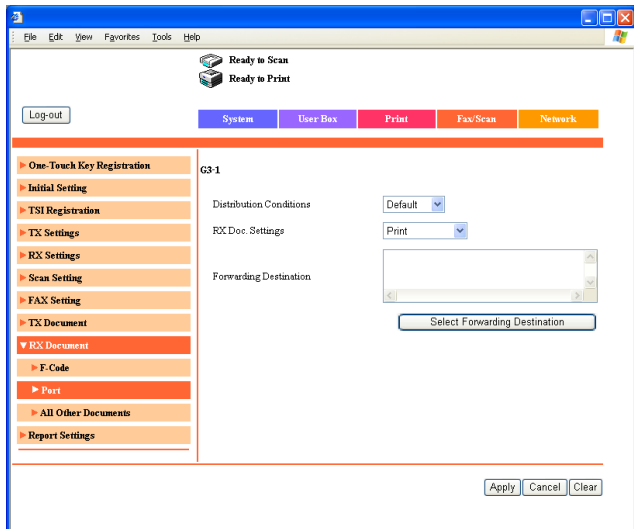 File Edit View Favorites Tools Help
Ready to Scan
Ready to Print
Log-out
System User Box Print Fax/Scan Network
One-Touch Key Registration
Initial Setting
TSI Registration
TX Settings
RX Settings
Scan Setting
FAX Setting
TX Document
RX Document
F-Code
Port
All Other Documents
Report Settings
G3-1
Distribution Conditions Default
RX Doc. Settings Print
Forwarding Destination
Select Forwarding Destination
Apply Cancel Clear